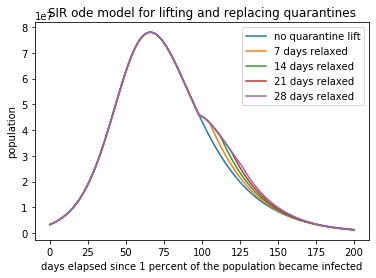 SIR ode model for lifting and replacing quarantines
1e7
8
7
6
5
4
3
2
1
0
population
no quarantine lift
7 days relaxed
14 days relaxed
21 days relaxed
28 days relaxed
0 25 50 75 100 125 150 175 200
days elapsed since 1 percent of the population became infected